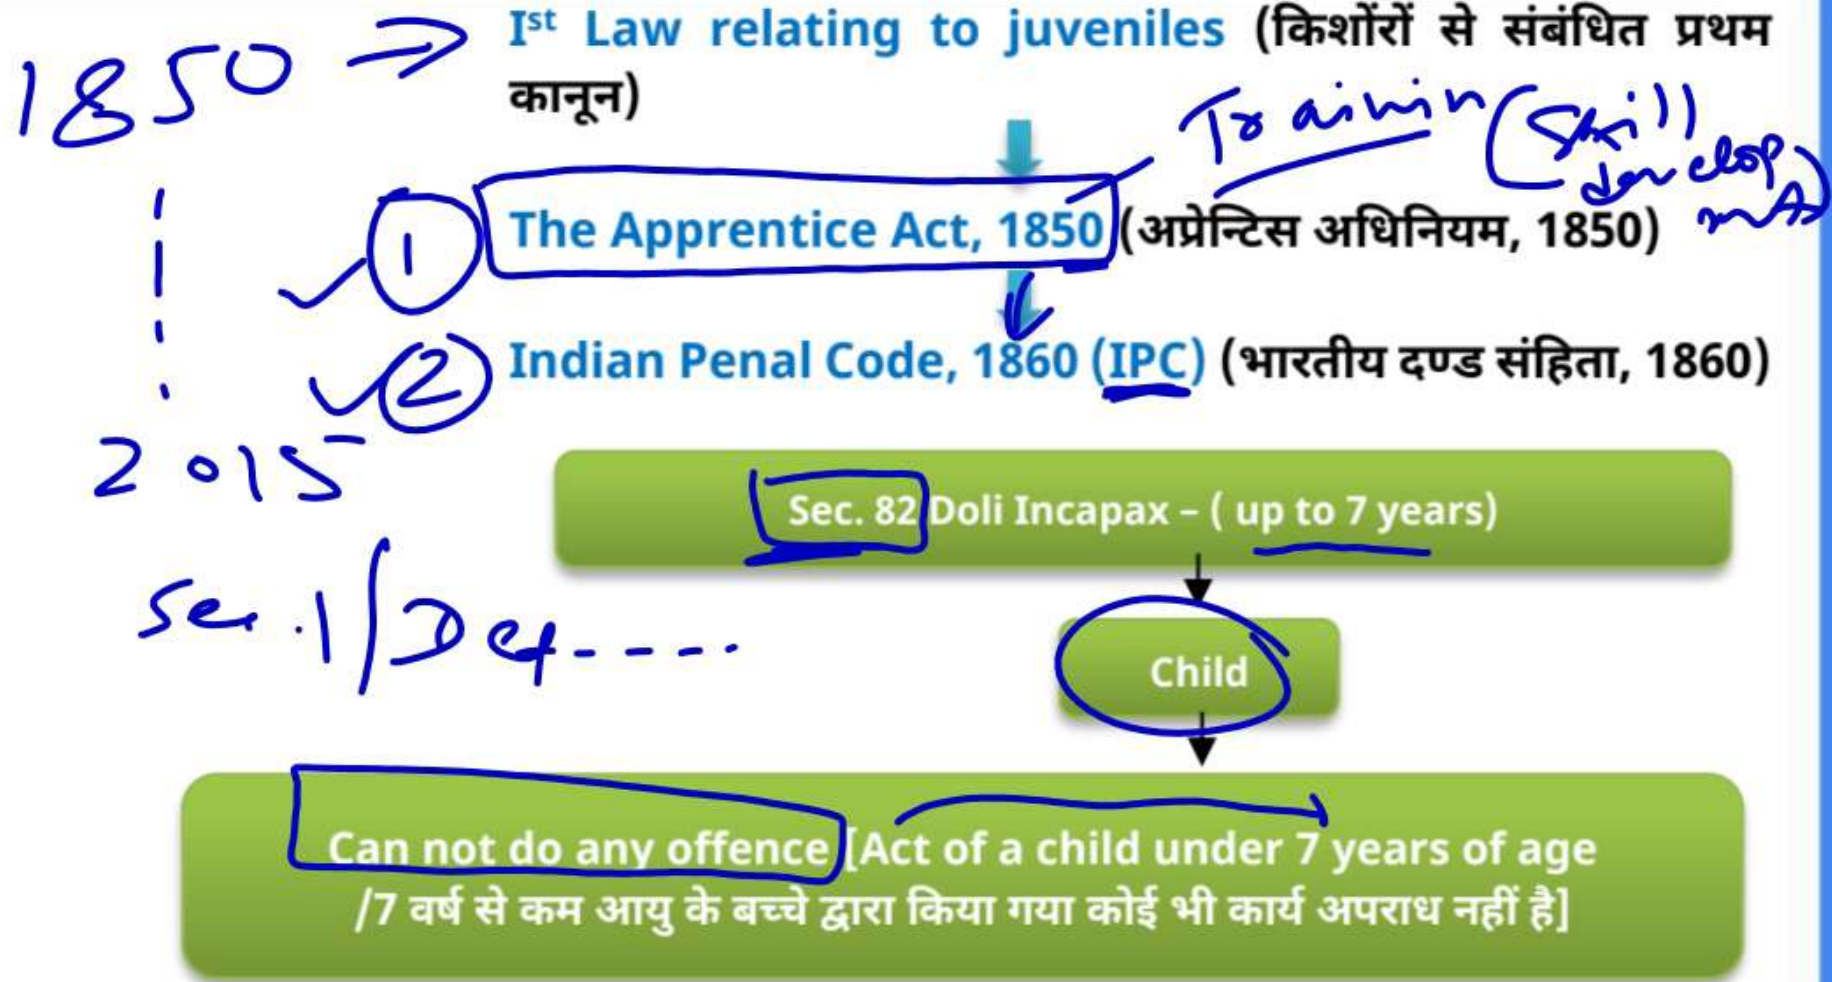 1850 ⇒ Ist Law relating to juveniles (किशोंरों से संबंधित प्रथम
कानून)
Trainin (Skill
develop
The Apprentice Act, 1850 (अप्रेन्टिस अधिनियम, 1850)
1
Indian Penal Code, 1860 (IPC) (भारतीय दण्ड संहिता, 1860)
2
2015
Sec. 82 Doli Incapax – ( up to 7 years)
Sec. 1/Def-----
Child
Can not do any offence [Act of a child under 7 years of age
/7 वर्ष से कम आयु के बच्चे द्वारा किया गया कोई भी कार्य अपराध नहीं है]